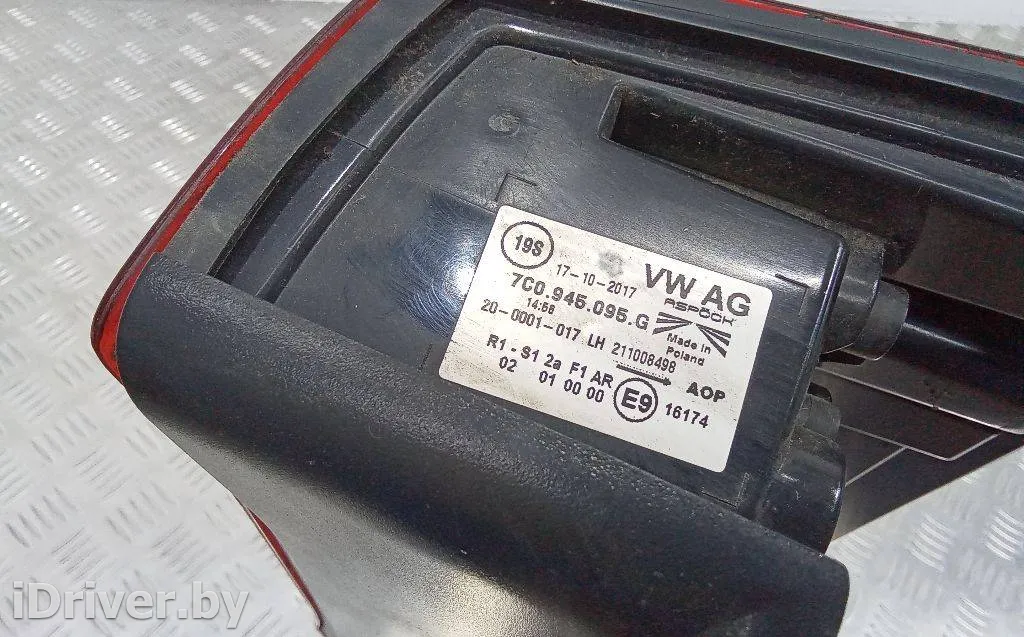 19S
17-10-2017
VW AG
7C0.945.095.G
ASPÖCK
14:56
20-0001-017 LH 211008498
Made in
Poland
R1 - S1 2a F1 AR
02 01 00 00
E9
AOP
16174
iDriver.by